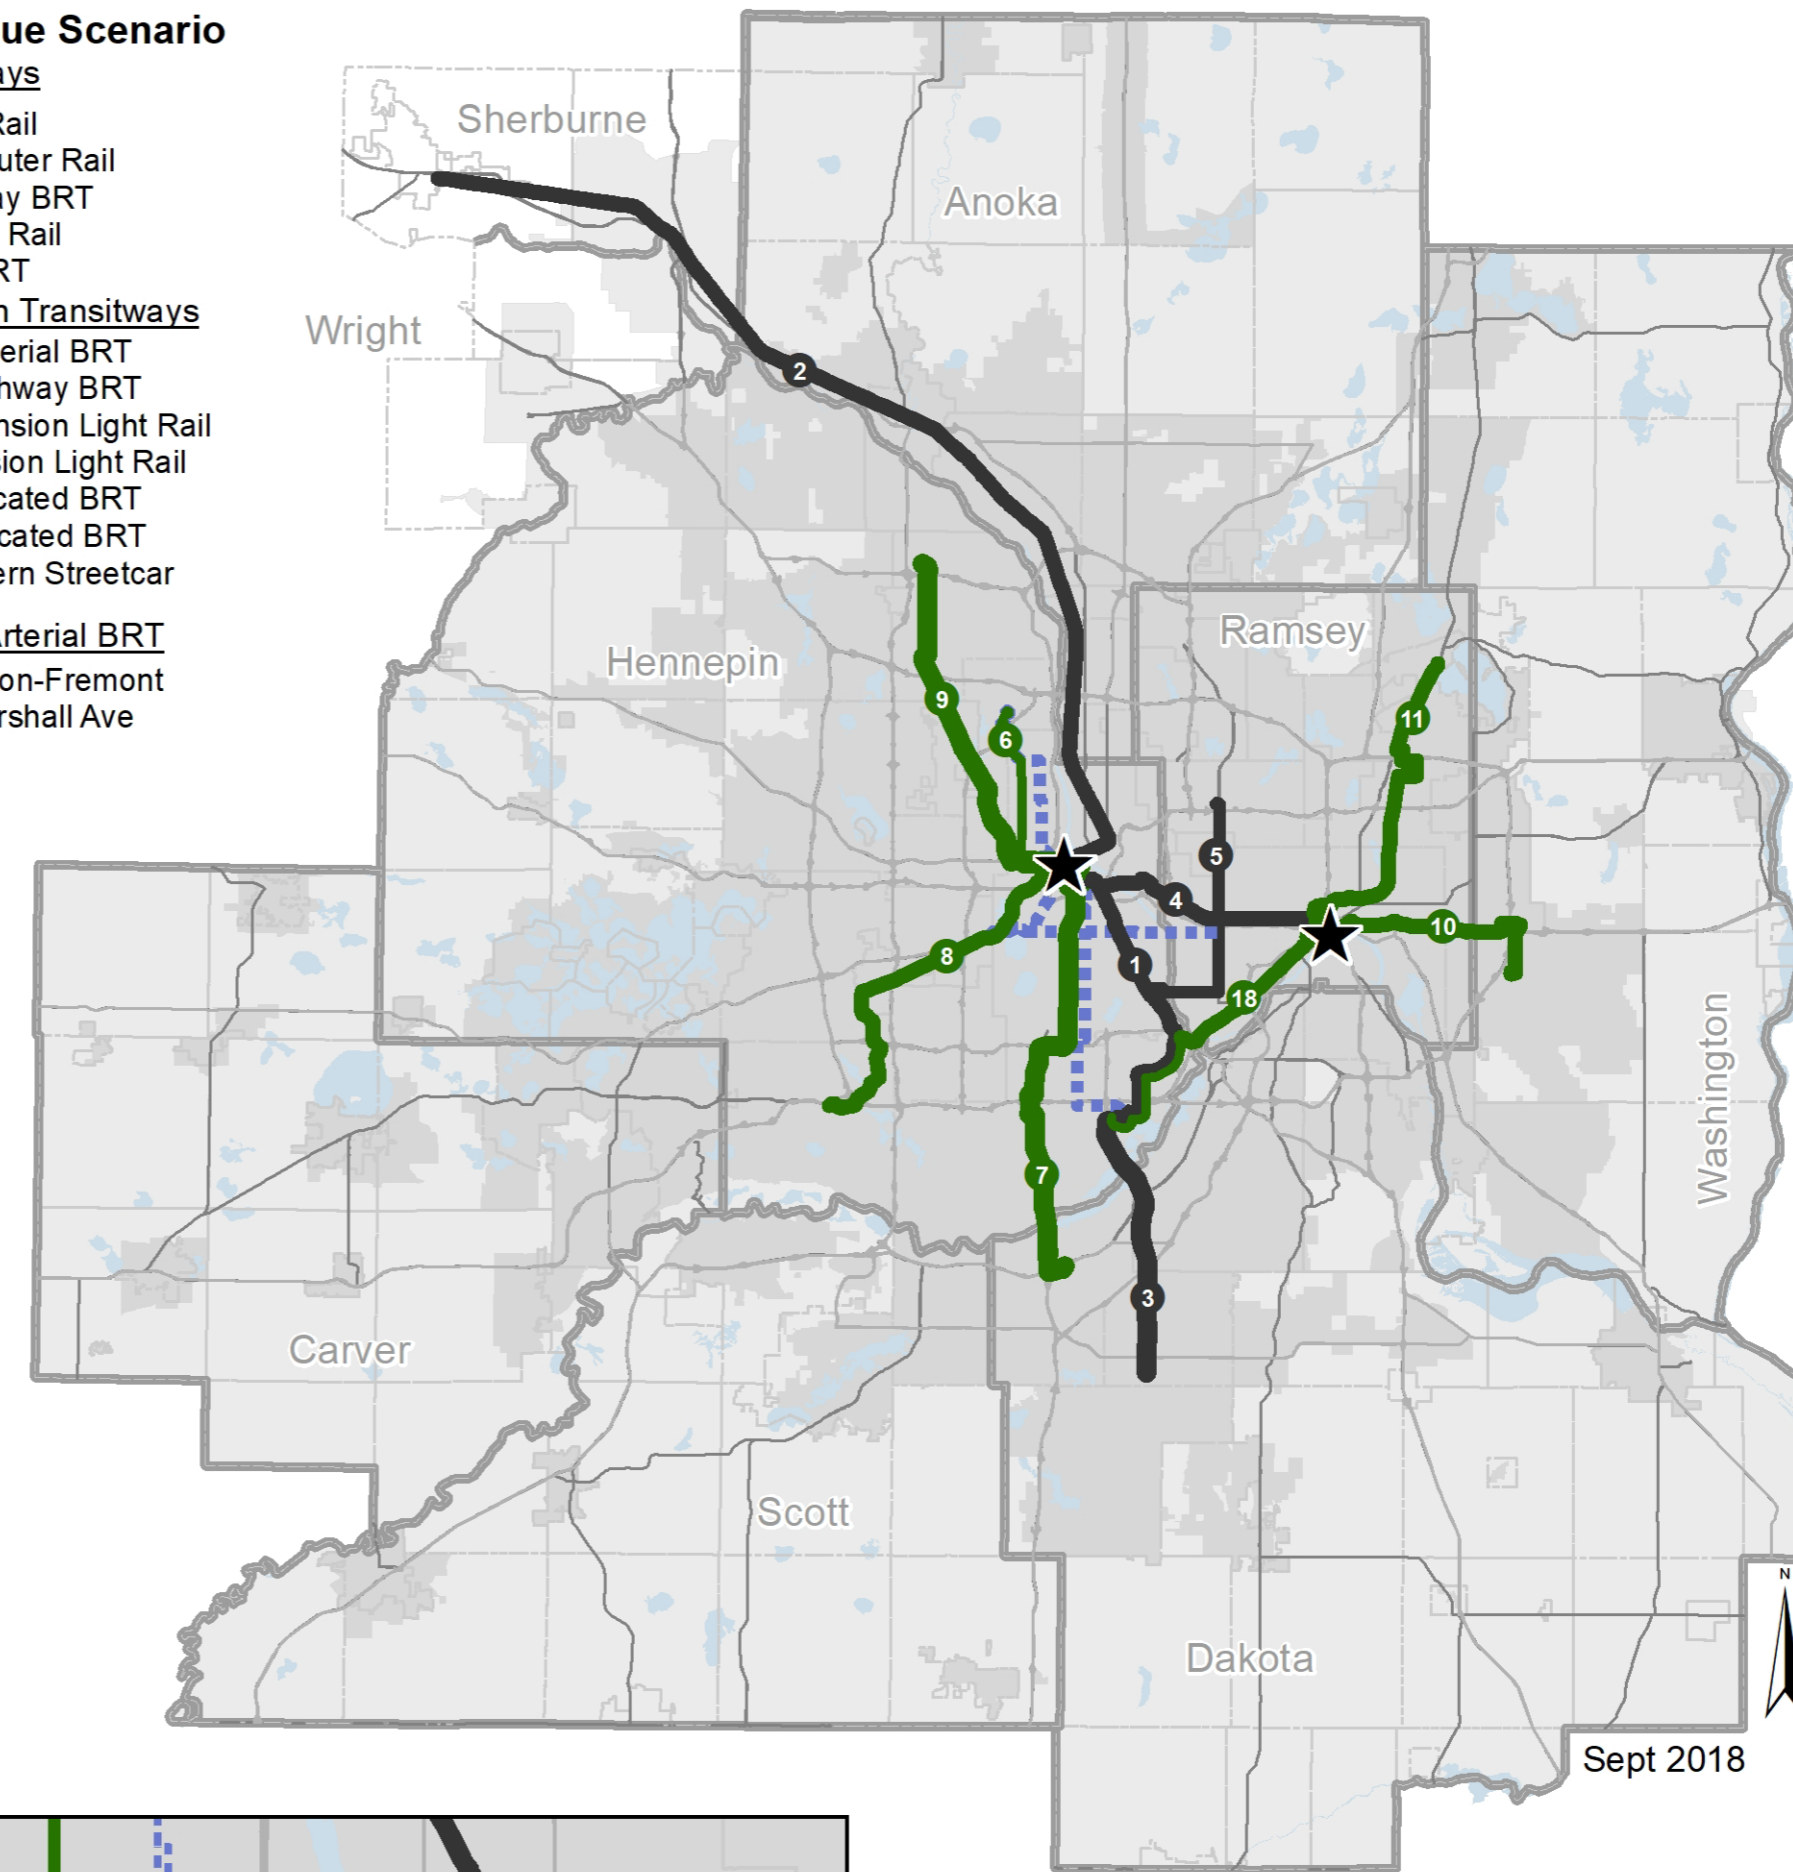 ue Scenario
ays
Rail
uter Rail
ay BRT
Rail
RT
n Transitways
erial BRT
hway BRT
nsion Light Rail
sion Light Rail
cated BRT
cated BRT
ern Streetcar
Arterial BRT
on-Fremont
rshall Ave
Sherburne
Anoka
Wright
2
Ramsey
Hennepin
9
11
6
5
4
10
8
1
18
Washington
7
3
Carver
Scott
N
Dakota
Sept 2018